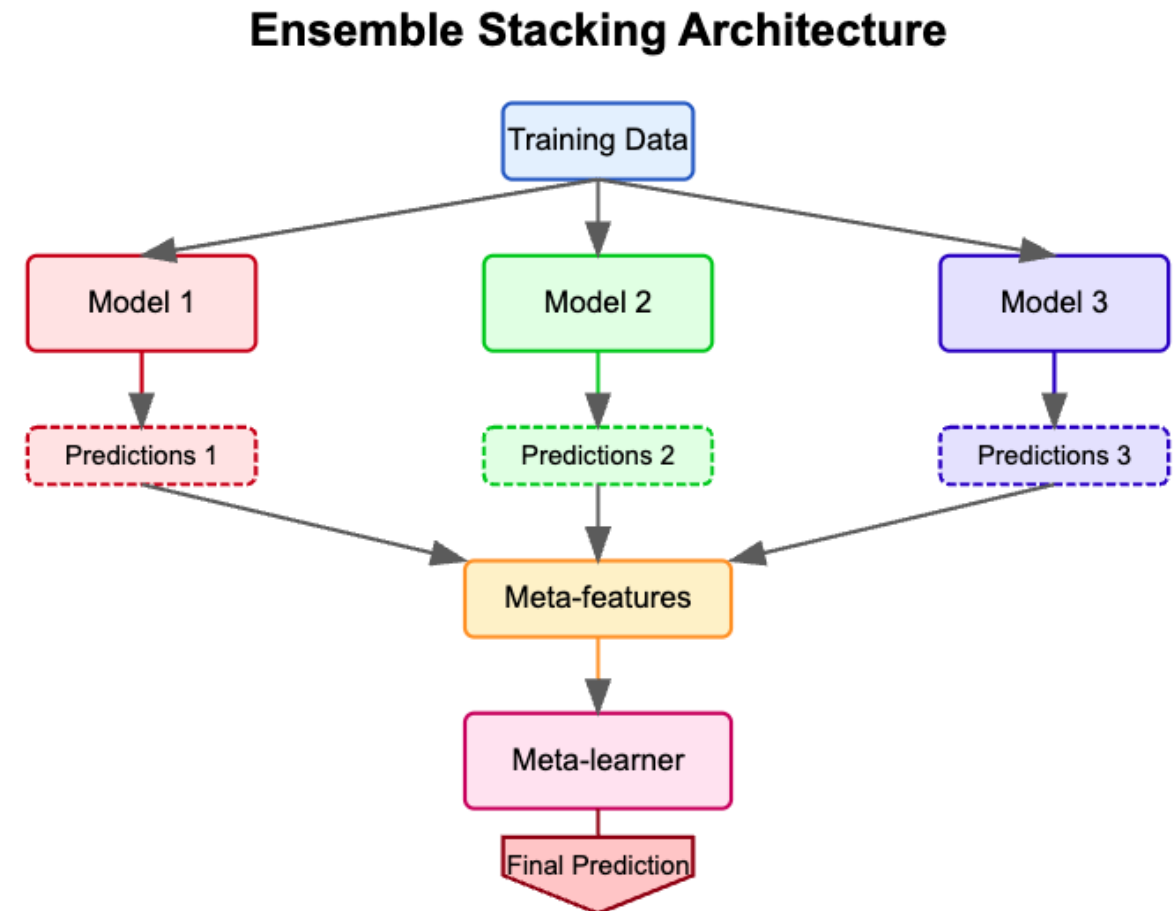 Ensemble Stacking Architecture
Training Data
Model 1
Model 2
Model 3
Predictions 1
Predictions 2
Predictions 3
Meta-features
Meta-learner
Final Prediction